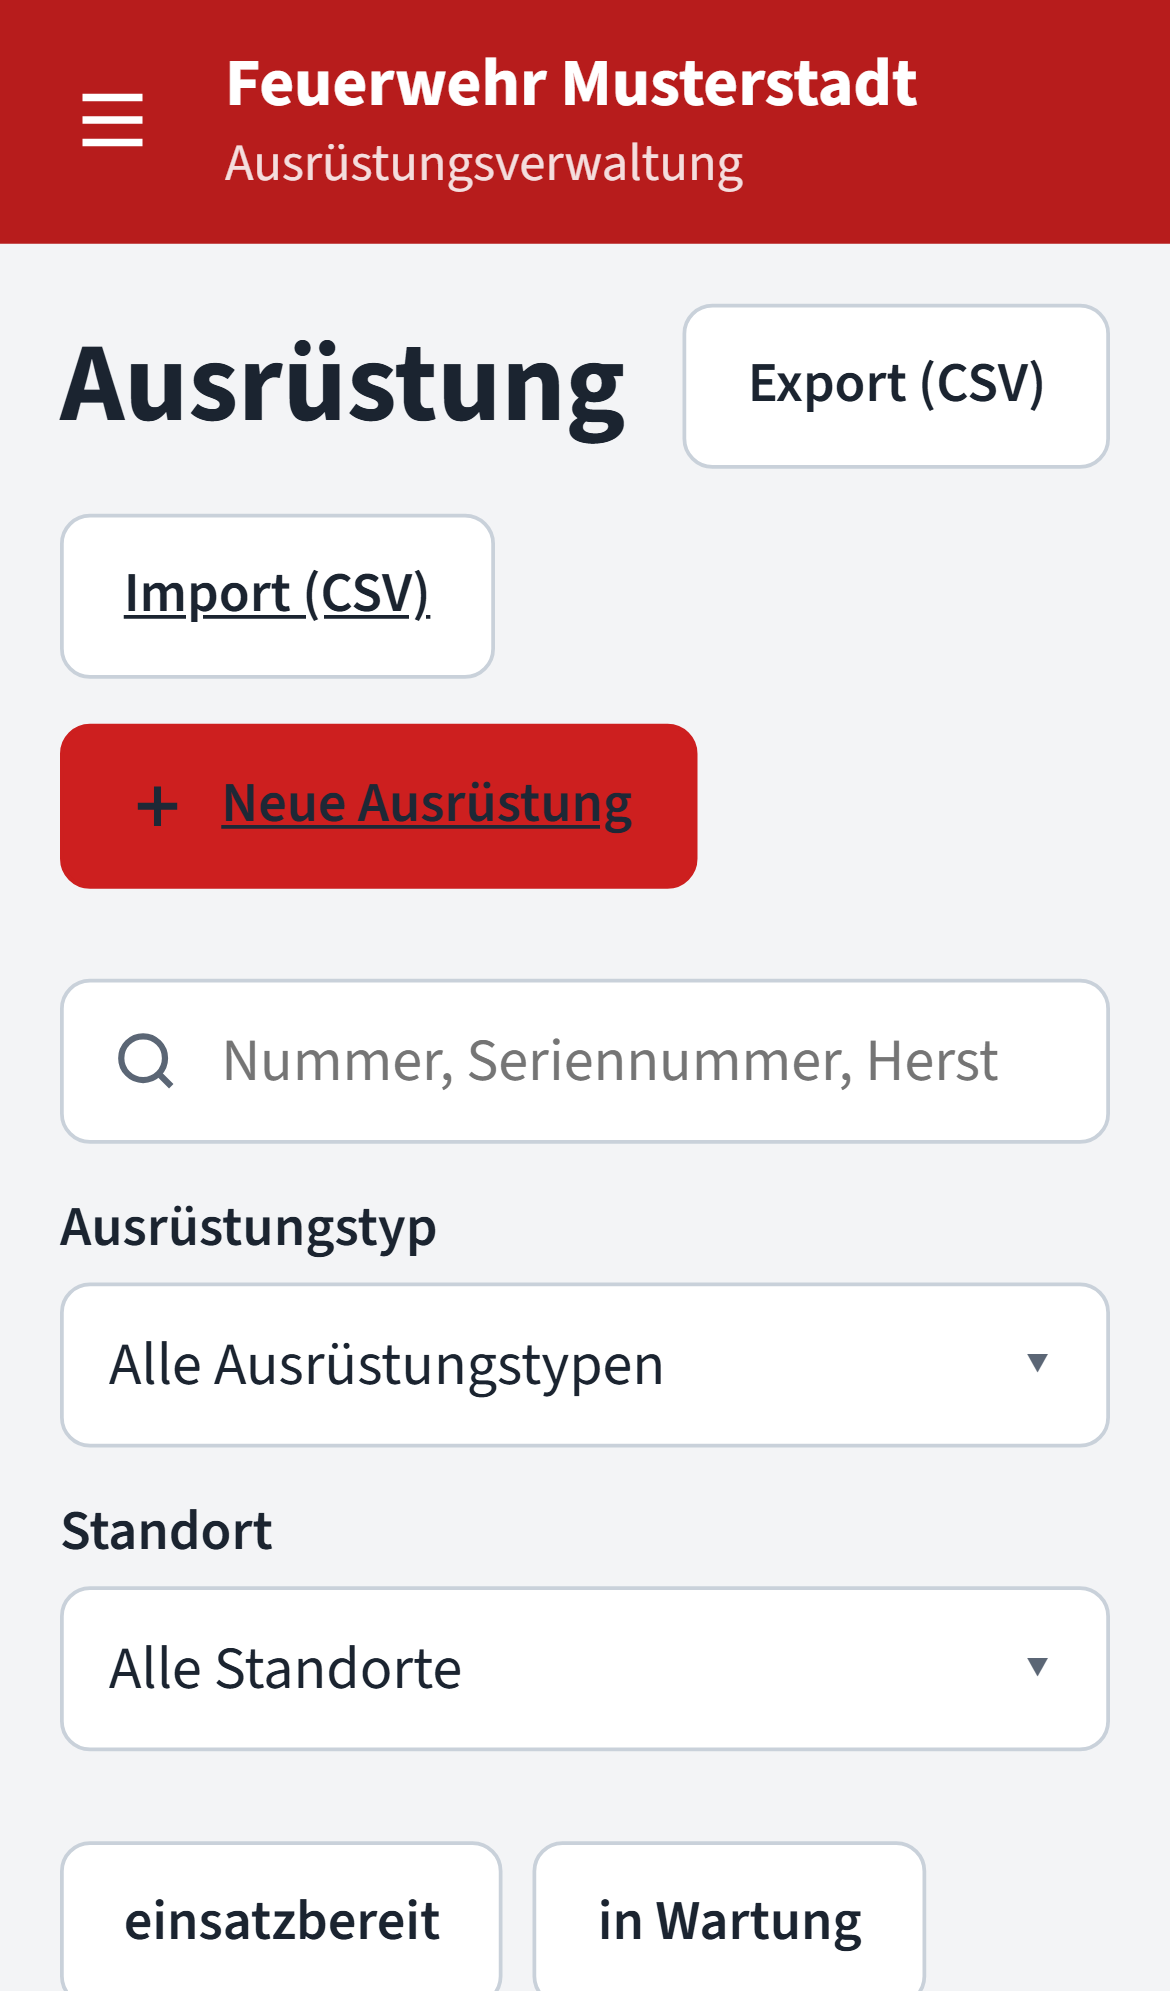 Feuerwehr Musterstadt
Ausrüstungsverwaltung
Ausrüstung
Export (CSV)
Import (CSV)
+ Neue Ausrüstung
Nummer, Seriennummer, Herst
Ausrüstungstyp
Alle Ausrüstungstypen
Standort
Alle Standorte
einsatzbereit
in Wartung